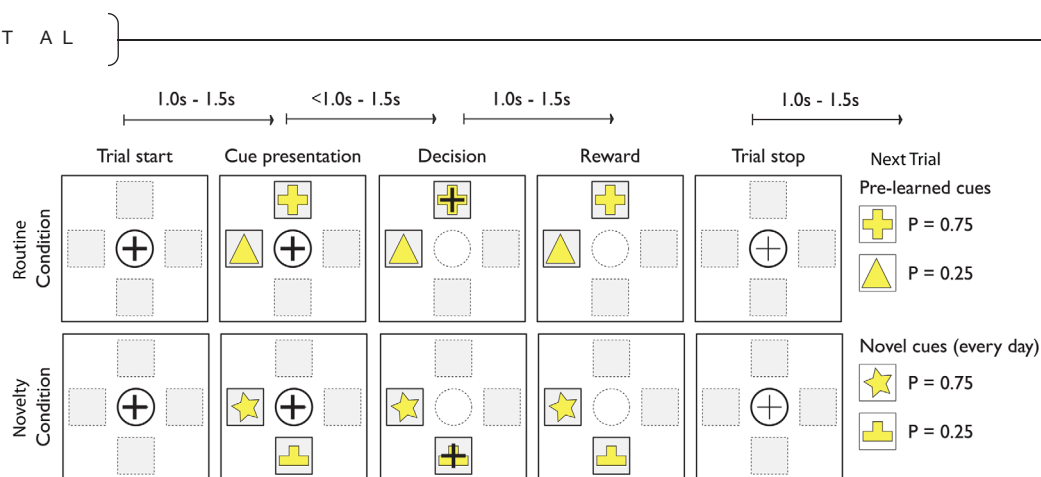 T A L
1.0s - 1.5s
<1.0s - 1.5s
1.0s - 1.5s
1.0s - 1.5s
Trial start
Cue presentation
Decision
Reward
Trial stop
Next Trial
Routine
Condition
Pre-learned cues
P = 0.75
P = 0.25
Novelty
Condition
Novel cues (every day)
P = 0.75
P = 0.25